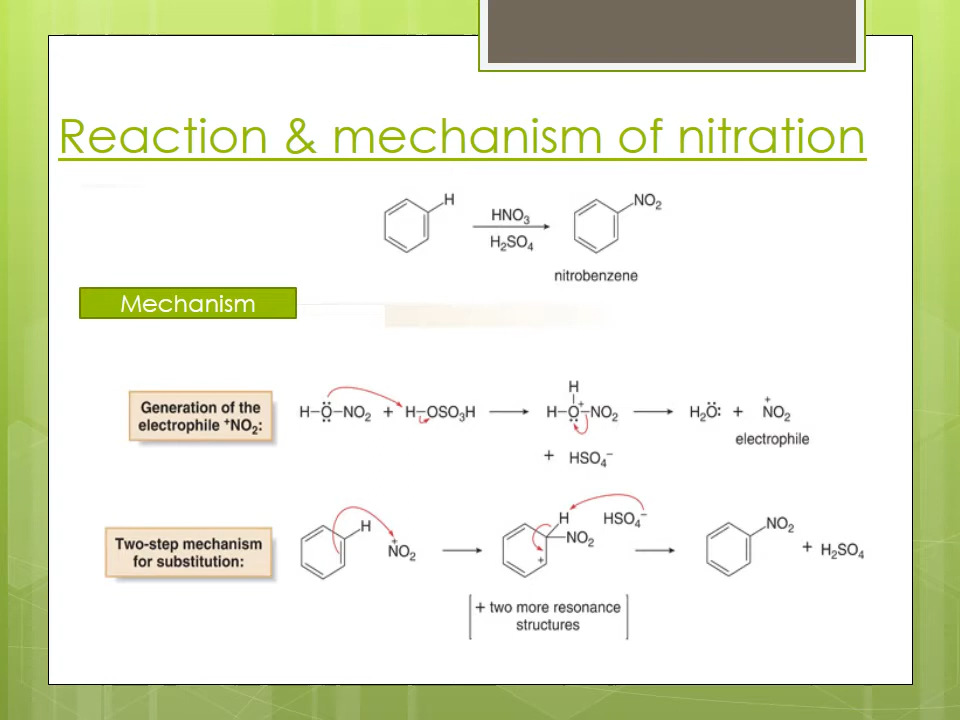 Reaction & mechanism of nitration
H
NO₂
HNO₃
H₂SO₄
nitrobenzene
Mechanism
Generation of the
electrophile ⁺NO₂:
H–Ö–NO₂ + H–OSO₃H
H
H–O⁺–NO₂
+ HSO₄⁻
H₂Ö: + ⁺NO₂
electrophile
Two-step mechanism
for substitution:
H
⁺NO₂
H
NO₂
+
HSO₄⁻
NO₂
+ H₂SO₄
+ two more resonance
structures